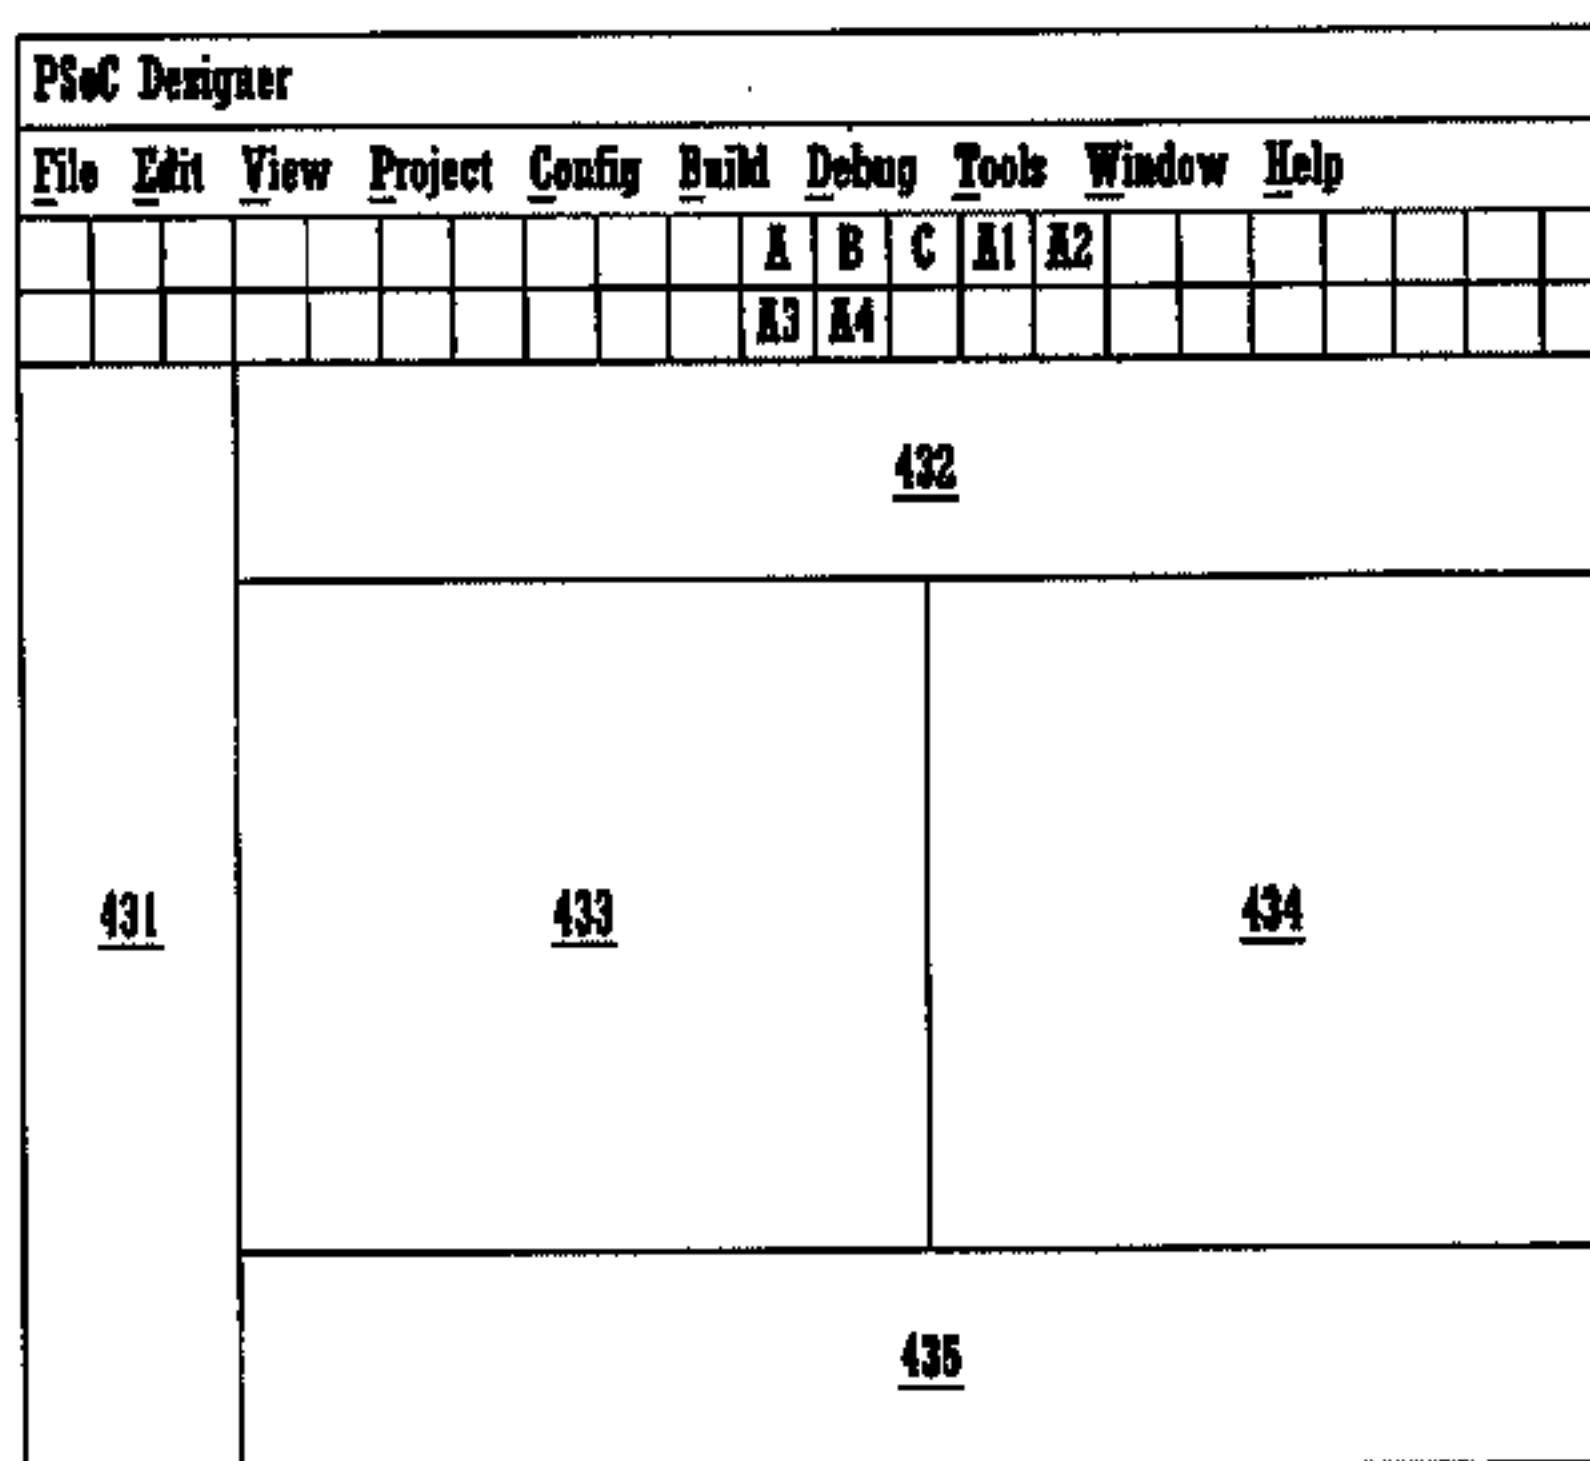 PSoC Designer
File Edit View Project Config Build Debug Tools Window Help
A B C A1 A2
A3 A4
432
431 433 434
435